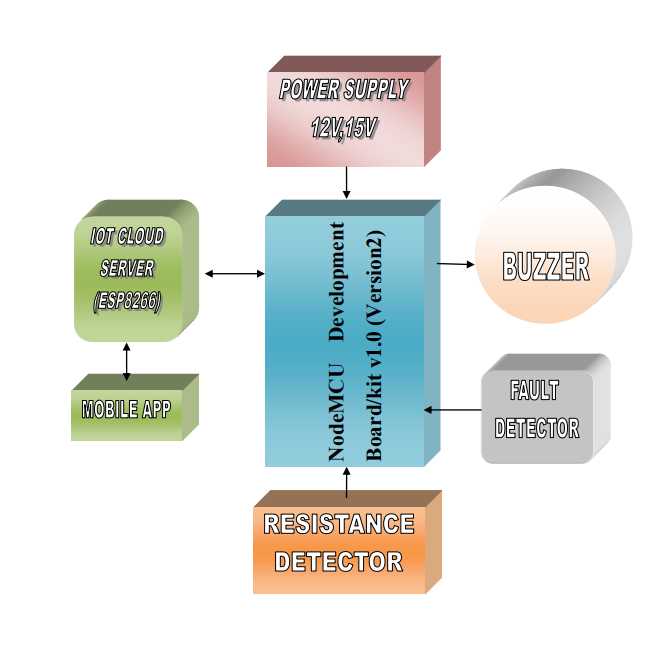 POWER SUPPLY
12V,15V
IOT CLOUD
SERVER
(ESP8266)
NodeMCU Development
Board/kit v1.0 (Version2)
BUZZER
MOBILE APP
FAULT
DETECTOR
RESISTANCE
DETECTOR